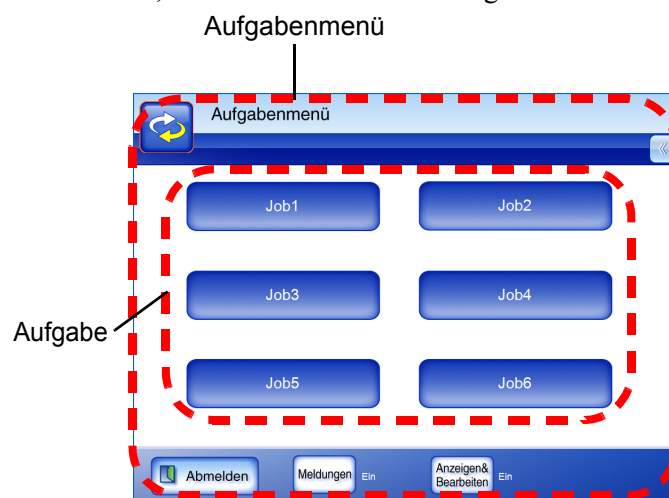 Aufgabenmenü
Aufgabenmenü
Job1 Job2
Job3 Job4
Aufgabe
Job5 Job6
Abmelden Meldungen Ein Anzeigen& Ein
Bearbeiten